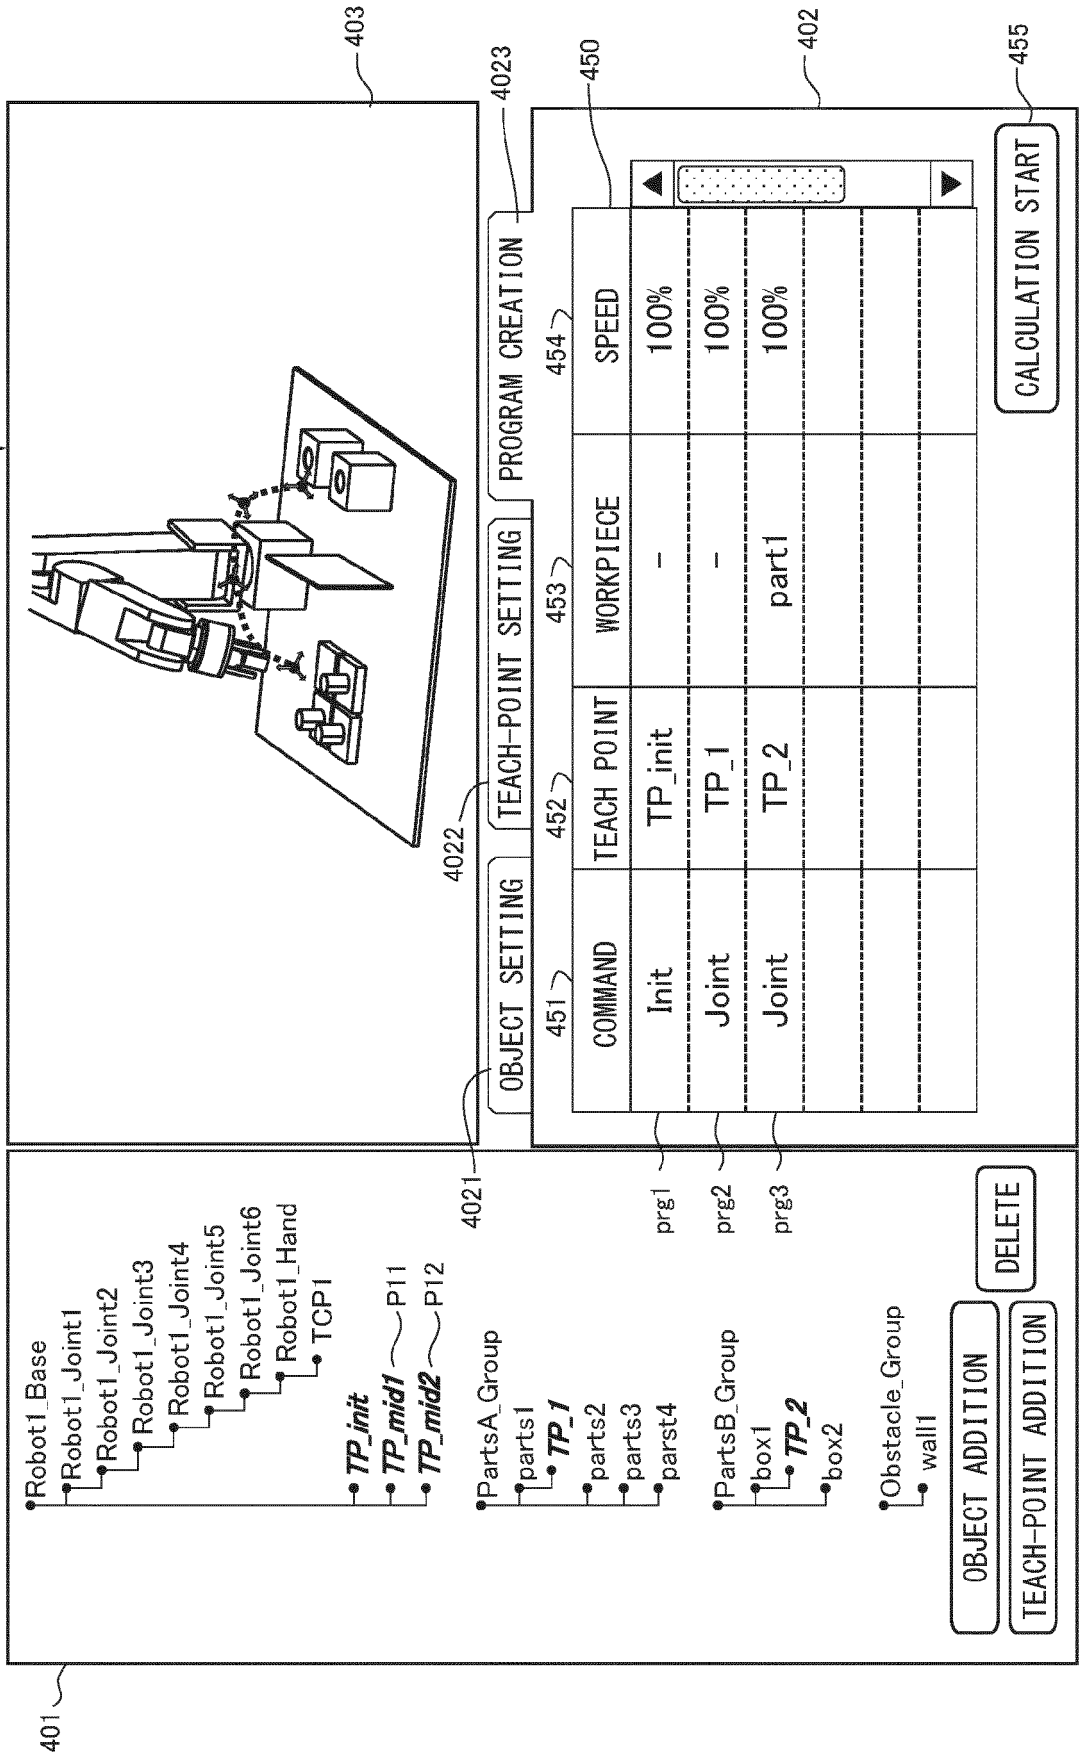 401
Robot1_Base
Robot1_Joint1
Robot1_Joint2
Robot1_Joint3
Robot1_Joint4
Robot1_Joint5
Robot1_Joint6
Robot1_Hand
TCP1
TP_init
TP_mid1 P11
TP_mid2 P12
PartsA_Group
parts1
TP_1
parts2
parts3
parst4
PartsB_Group
box1
TP_2
box2
Obstacle_Group
wall1
OBJECT ADDITION
DELETE
TEACH-POINT ADDITION
403
4021
4022
4023
OBJECT SETTING
TEACH-POINT SETTING
PROGRAM CREATION
451 452 453 454 450
COMMAND TEACH POINT WORKPIECE SPEED
prg1 Init TP_init - 100%
prg2 Joint TP_1 - 100%
prg3 Joint TP_2 part1 100%
402
CALCULATION START
455